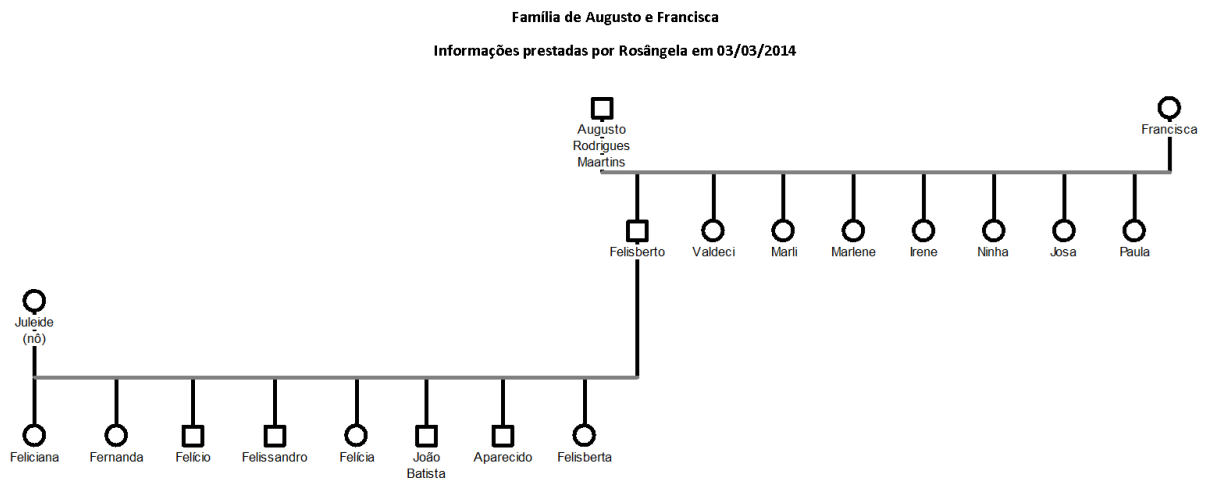 Família de Augusto e Francisca
Informações prestadas por Rosângela em 03/03/2014
Augusto
Rodrigues
Maartins
Francisca
Felisberto
Valdeci
Marli
Marlene
Irene
Ninha
Josa
Paula
Juleide
(nô)
Feliciana
Fernanda
Felício
Felissandro
Felícia
João
Batista
Aparecido
Felisberta